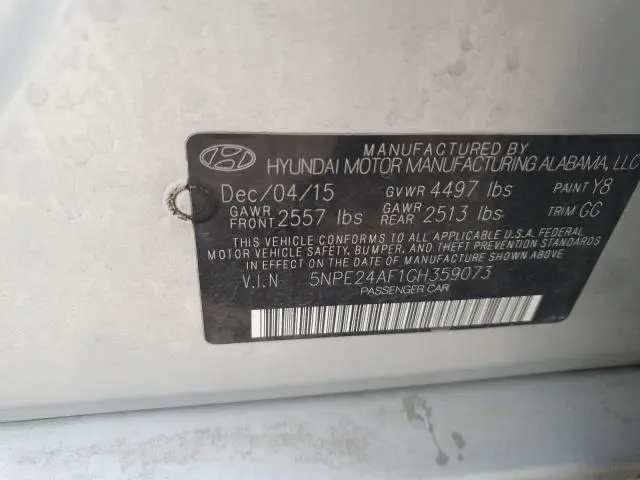 MANUFACTURED BY
HYUNDAI MOTOR MANUFACTURING ALABAMA, LLC
Dec/04/15 GVWR 4497 lbs PAINT Y8
GAWR FRONT 2557 lbs GAWR REAR 2513 lbs TRIM GG
THIS VEHICLE CONFORMS TO ALL APPLICABLE U.S.A. FEDERAL
MOTOR VEHICLE SAFETY, BUMPER, AND THEFT PREVENTION STANDARDS
IN EFFECT ON THE DATE OF MANUFACTURE SHOWN ABOVE.
V.I.N 5NPE24AF1GH359073
PASSENGER CAR